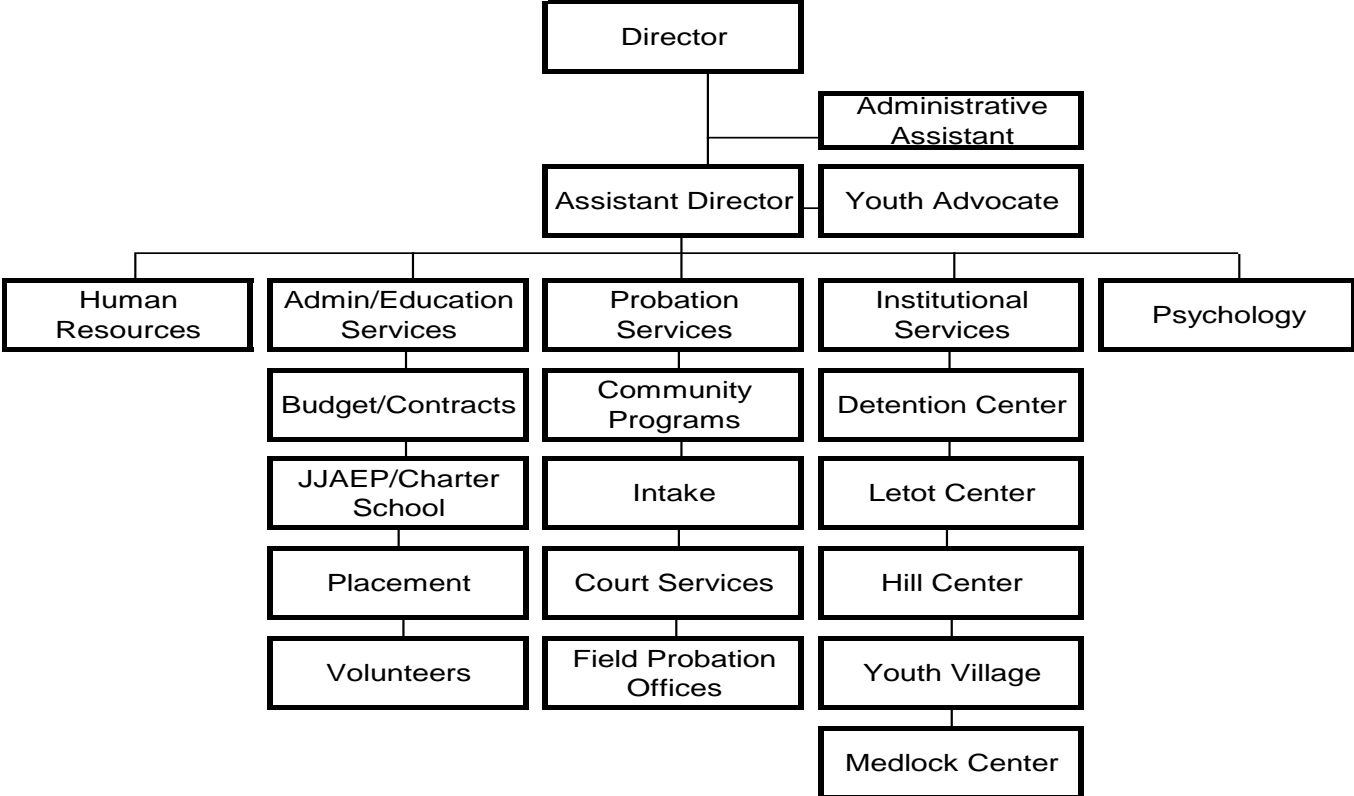 Director
Administrative
Assistant
Assistant Director
Youth Advocate
Human
Resources
Admin/Education
Services
Probation
Services
Institutional
Services
Psychology
Budget/Contracts
Community
Programs
Detention Center
JJAEP/Charter
School
Intake
Letot Center
Placement
Court Services
Hill Center
Volunteers
Field Probation
Offices
Youth Village
Medlock Center